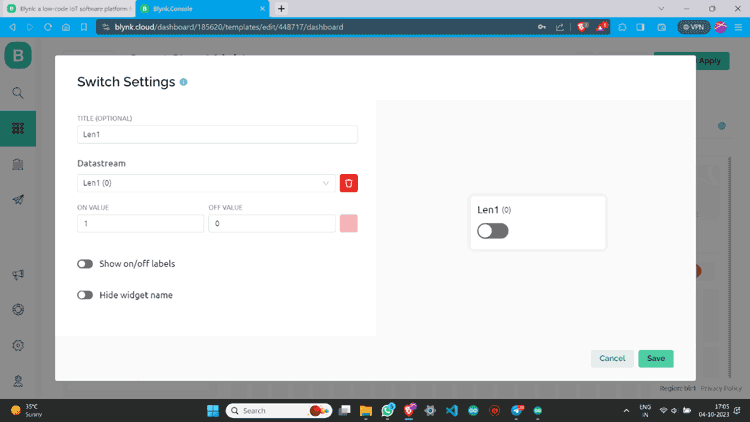 Blynk: a low-code IoT software platform
Blynk.Console
blynk.cloud/dashboard/185620/templates/edit/448717/dashboard
VPN
B
Apply
Switch Settings
TITLE (OPTIONAL)
Len1
Datastream
Len1 (0)
ON VALUE
OFF VALUE
1
0
Show on/off labels
Hide widget name
Len1 (0)
Cancel
Save
Privacy Policy
35°C
Sunny
Search
ENG
IN
17:05
04-10-2023